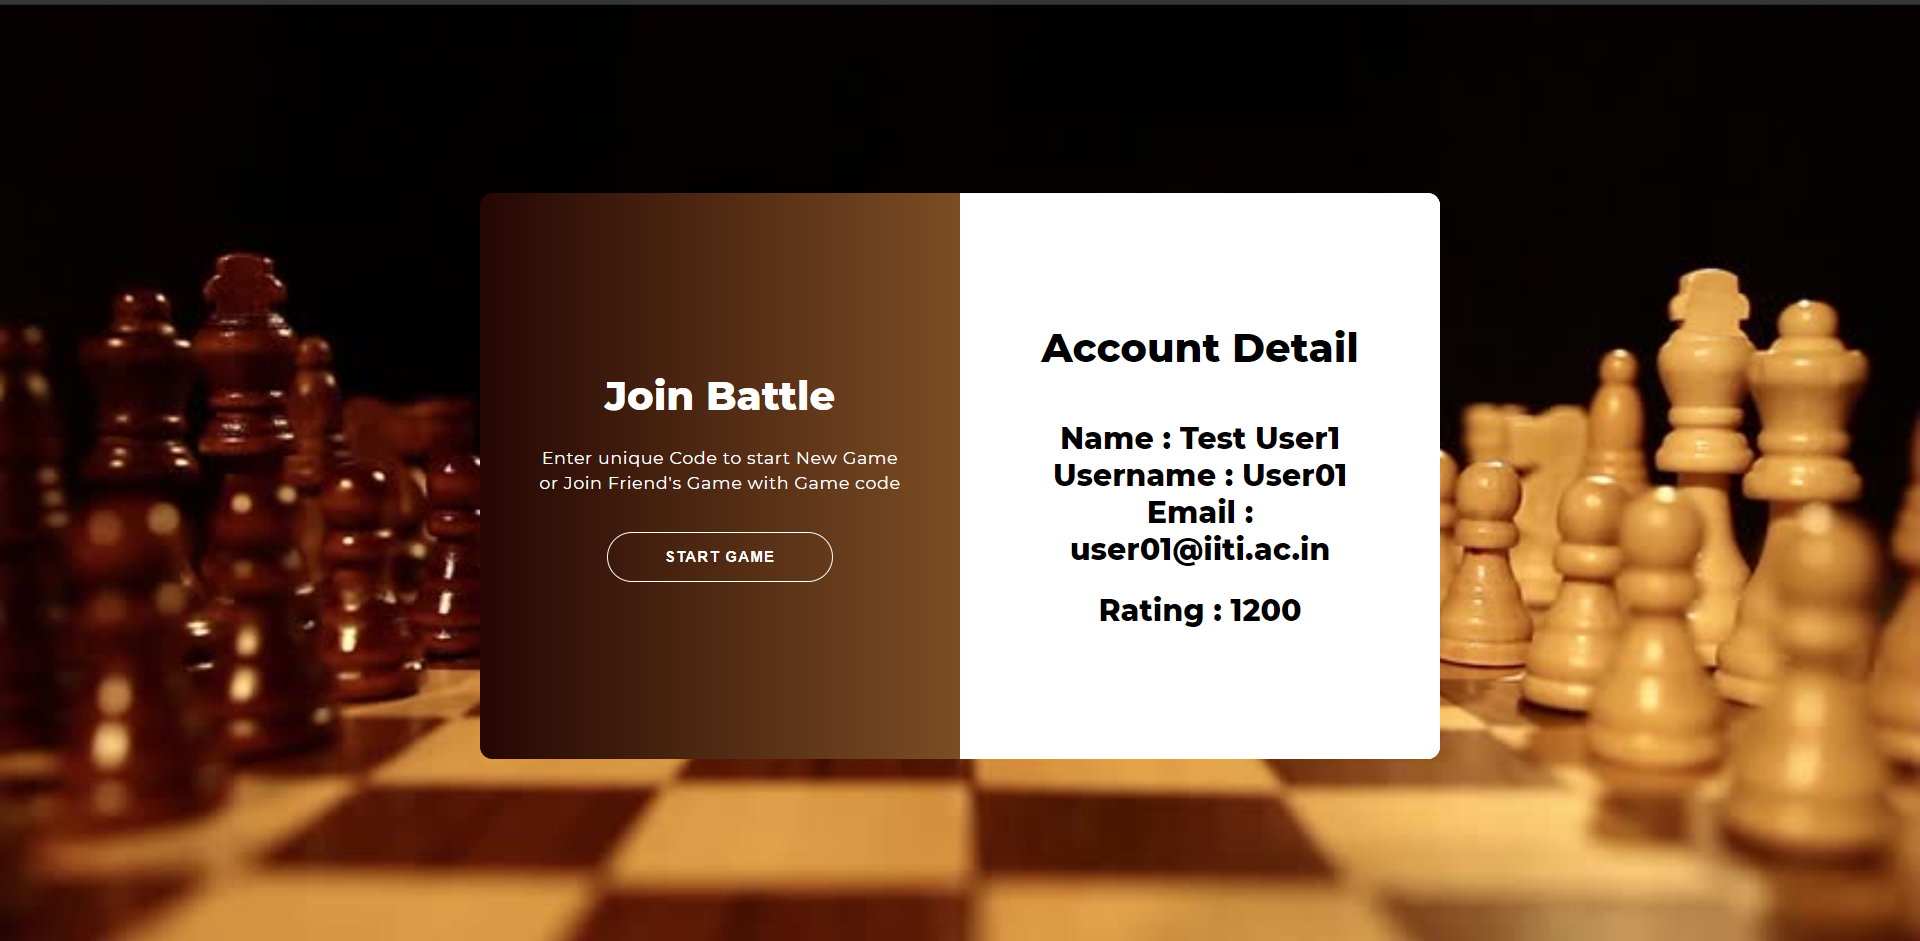 Join Battle
Enter unique Code to start New Game
or Join Friend's Game with Game code
START GAME
Account Detail
Name : Test User1
Username : User01
Email :
user01@iiti.ac.in
Rating : 1200